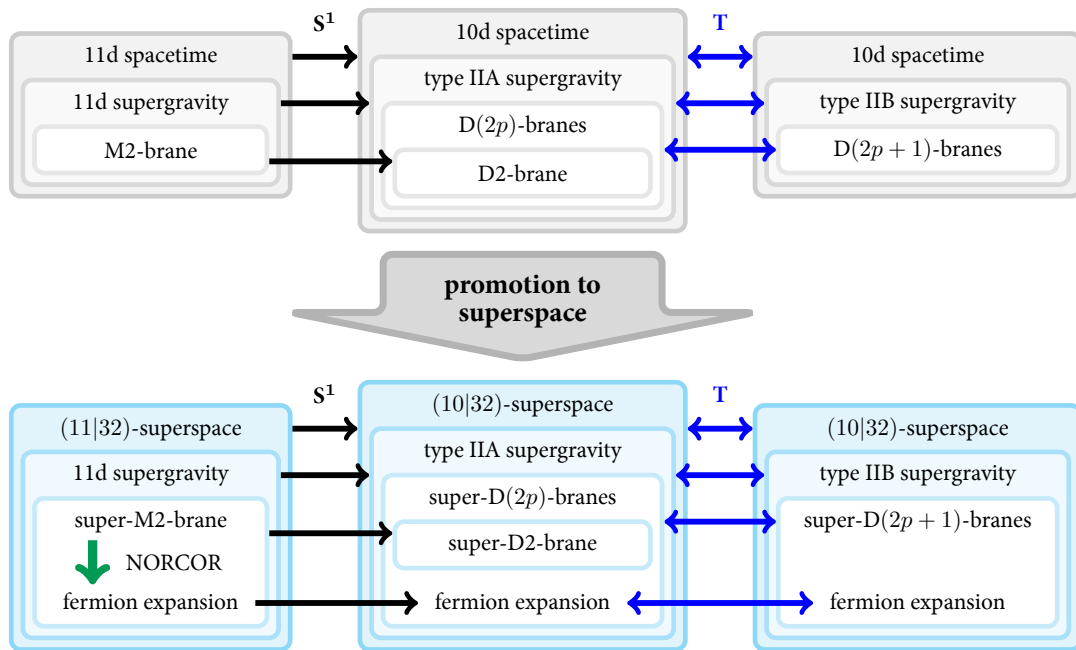 S¹
T
11d spacetime
11d supergravity
M2-brane
10d spacetime
type IIA supergravity
D(2p)-branes
D2-brane
10d spacetime
type IIB supergravity
D(2p + 1)-branes
promotion to
superspace
S¹
T
(11|32)-superspace
11d supergravity
super-M2-brane
NORCOR
fermion expansion
(10|32)-superspace
type IIA supergravity
super-D(2p)-branes
super-D2-brane
fermion expansion
(10|32)-superspace
type IIB supergravity
super-D(2p + 1)-branes
fermion expansion